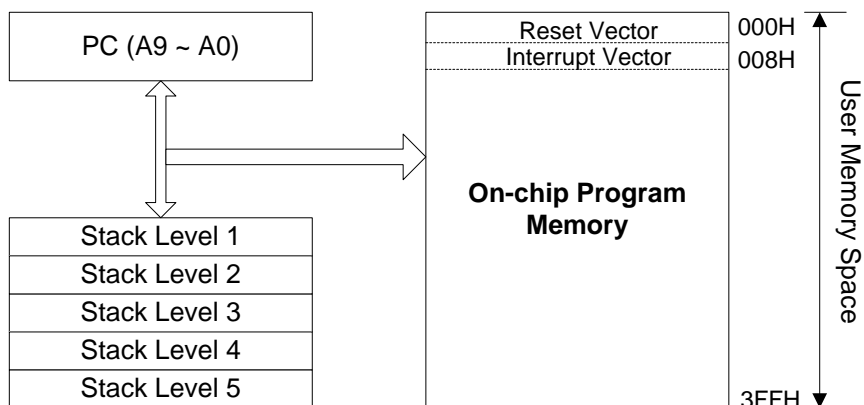 PC (A9 ~ A0)
Stack Level 1
Stack Level 2
Stack Level 3
Stack Level 4
Stack Level 5
Reset Vector
Interrupt Vector
On-chip Program
Memory
000H
008H
3FFH
User Memory Space